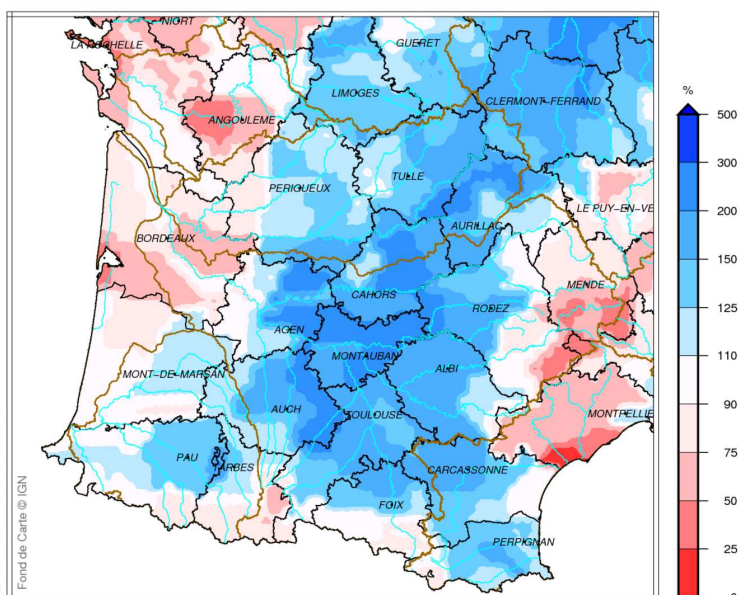 NIORT
LA ROCHELLE
GUERET
%
500
LIMOGES
CLERMONT-FERRAND
ANGOULEME
300
TULLE
PERIGUEUX
200
LE PUY-EN-VE
AURILLAC
BORDEAUX
150
MENDE
CAHORS
RODEZ
125
AGEN
MONTAUBAN
ALBI
110
MONT-DE-MARSAN
AUCH
TOULOUSE
MONTPELLIE
90
PAU
TARBES
CARCASSONNE
75
FOIX
50
PERPIGNAN
25
Fond de Carte © IGN